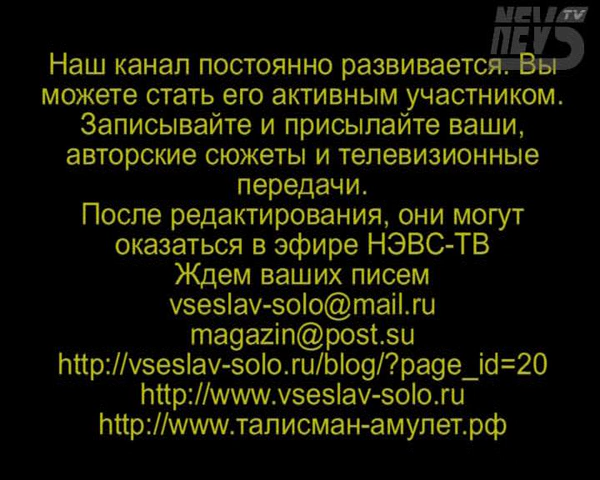 NEVS
TV
Наш канал постоянно развивается. Вы
можете стать его активным участником.
Записывайте и присылайте ваши,
авторские сюжеты и телевизионные
передачи.
После редактирования, они могут
оказаться в эфире НЭВС-ТВ
Ждем ваших писем
vseslav-solo@mail.ru
magazin@post.su
http://vseslav-solo.ru/blog/?page_id=20
http://www.vseslav-solo.ru
http://www.талисман-амулет.рф